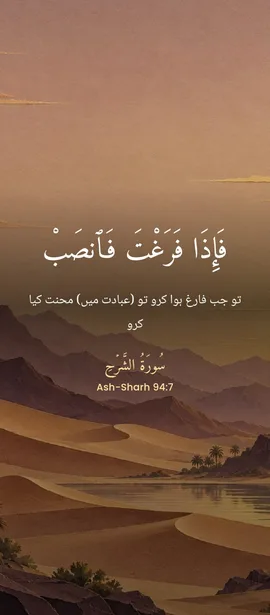 فَإِذَا فَرَغْتَ فَٱنصَبْ
تو جب فارغ ہوا کرو تو (عبادت میں) محنت کیا
کرو
سُورَةُ الشَّرْحِ
Ash-Sharh 94:7